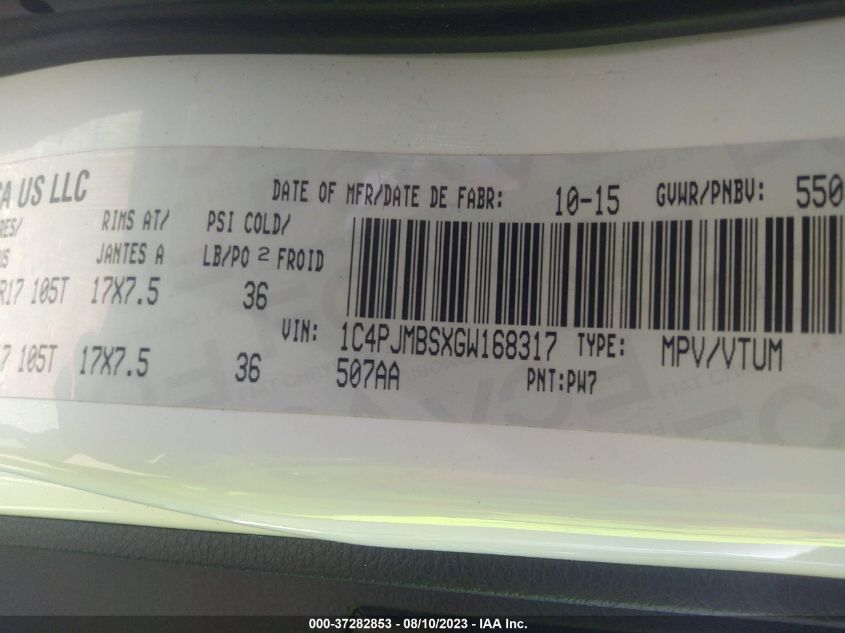 CA US LLC
DATE OF MFR/DATE DE FABR: 10-15 GVWR/PNBV: 550
RES/ RIMS AT/ PSI COLD/
US JANTES A LB/PO 2 FROID
R17 105T 17X7.5 36
VIN: 1C4PJMBSXGW168317 TYPE: MPV/VTUM
7 105T 17X7.5 36 507AA PNT:PW7
000-37282853 - 08/10/2023 - IAA Inc.